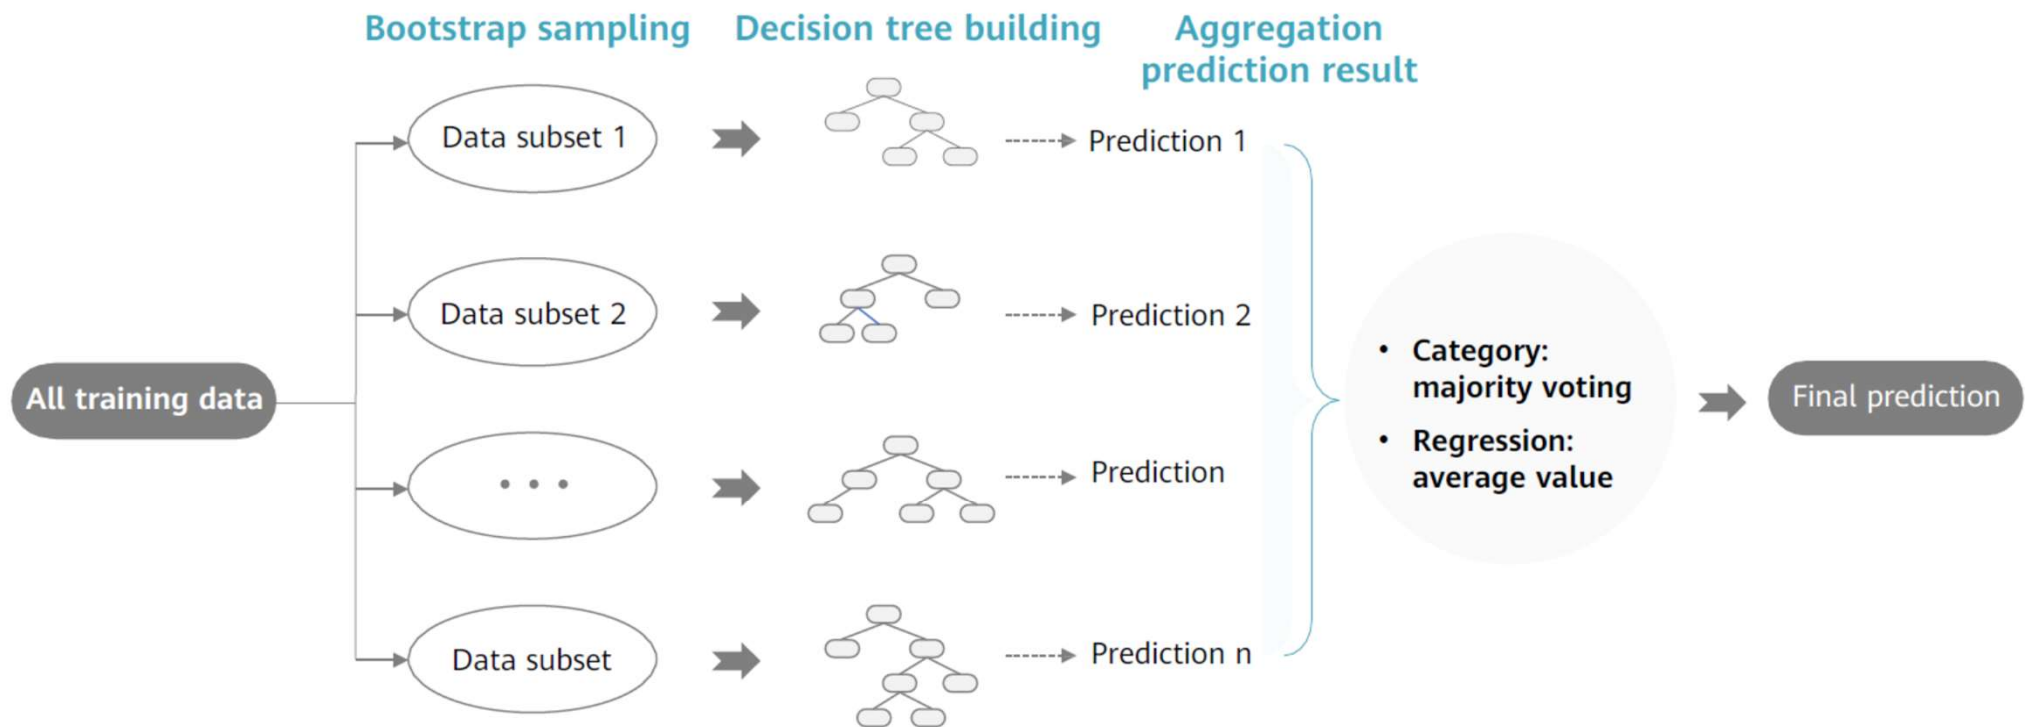 Bootstrap sampling
Decision tree building
Aggregation
prediction result
All training data
Data subset 1
Prediction 1
Data subset 2
Prediction 2
• • •
Prediction
Data subset
Prediction n
• Category:
majority voting
• Regression:
average value
Final prediction